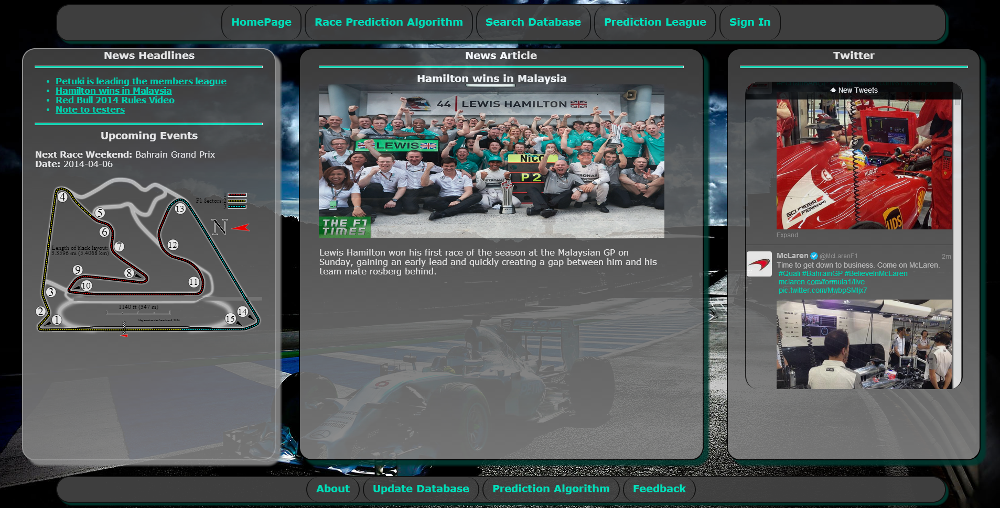 HomePage
Race Prediction Algorithm
Search Database
Prediction League
Sign In
News Headlines
Petuki is leading the members league
Hamilton wins in Malaysia
Red Bull 2014 Rules Video
Note to testers
Upcoming Events
Next Race Weekend: Bahrain Grand Prix
Date: 2014-04-06
4
5
6
7
8
9
10
11
12
13
14
15
3
2
1
F1 Sectors:
1
2
3
N
Length of black layout:
3.3596 mi (5.4068 km)
1140 ft (347 m)
News Article
Hamilton wins in Malaysia
44 | LEWIS HAMILTON
LEWIS
NICO
P2
PETRONAS
THE F1
TIMES
Lewis Hamilton won his first race of the season at the Malaysian GP on
Sunday, gaining an early lead and quickly creating a gap between him and his
team mate rosberg behind.
Twitter
New Tweets
HUBLOT
SCUDERIA
FERRARI
UPS
Expand
McLaren @McLarenF1 2m
Time to get down to business. Come on McLaren.
#Quali #BahrainGP #BelieveInMcLaren
mclaren.com/formula1/live
pic.twitter.com/MwbpSMljx7
About
Update Database
Prediction Algorithm
Feedback